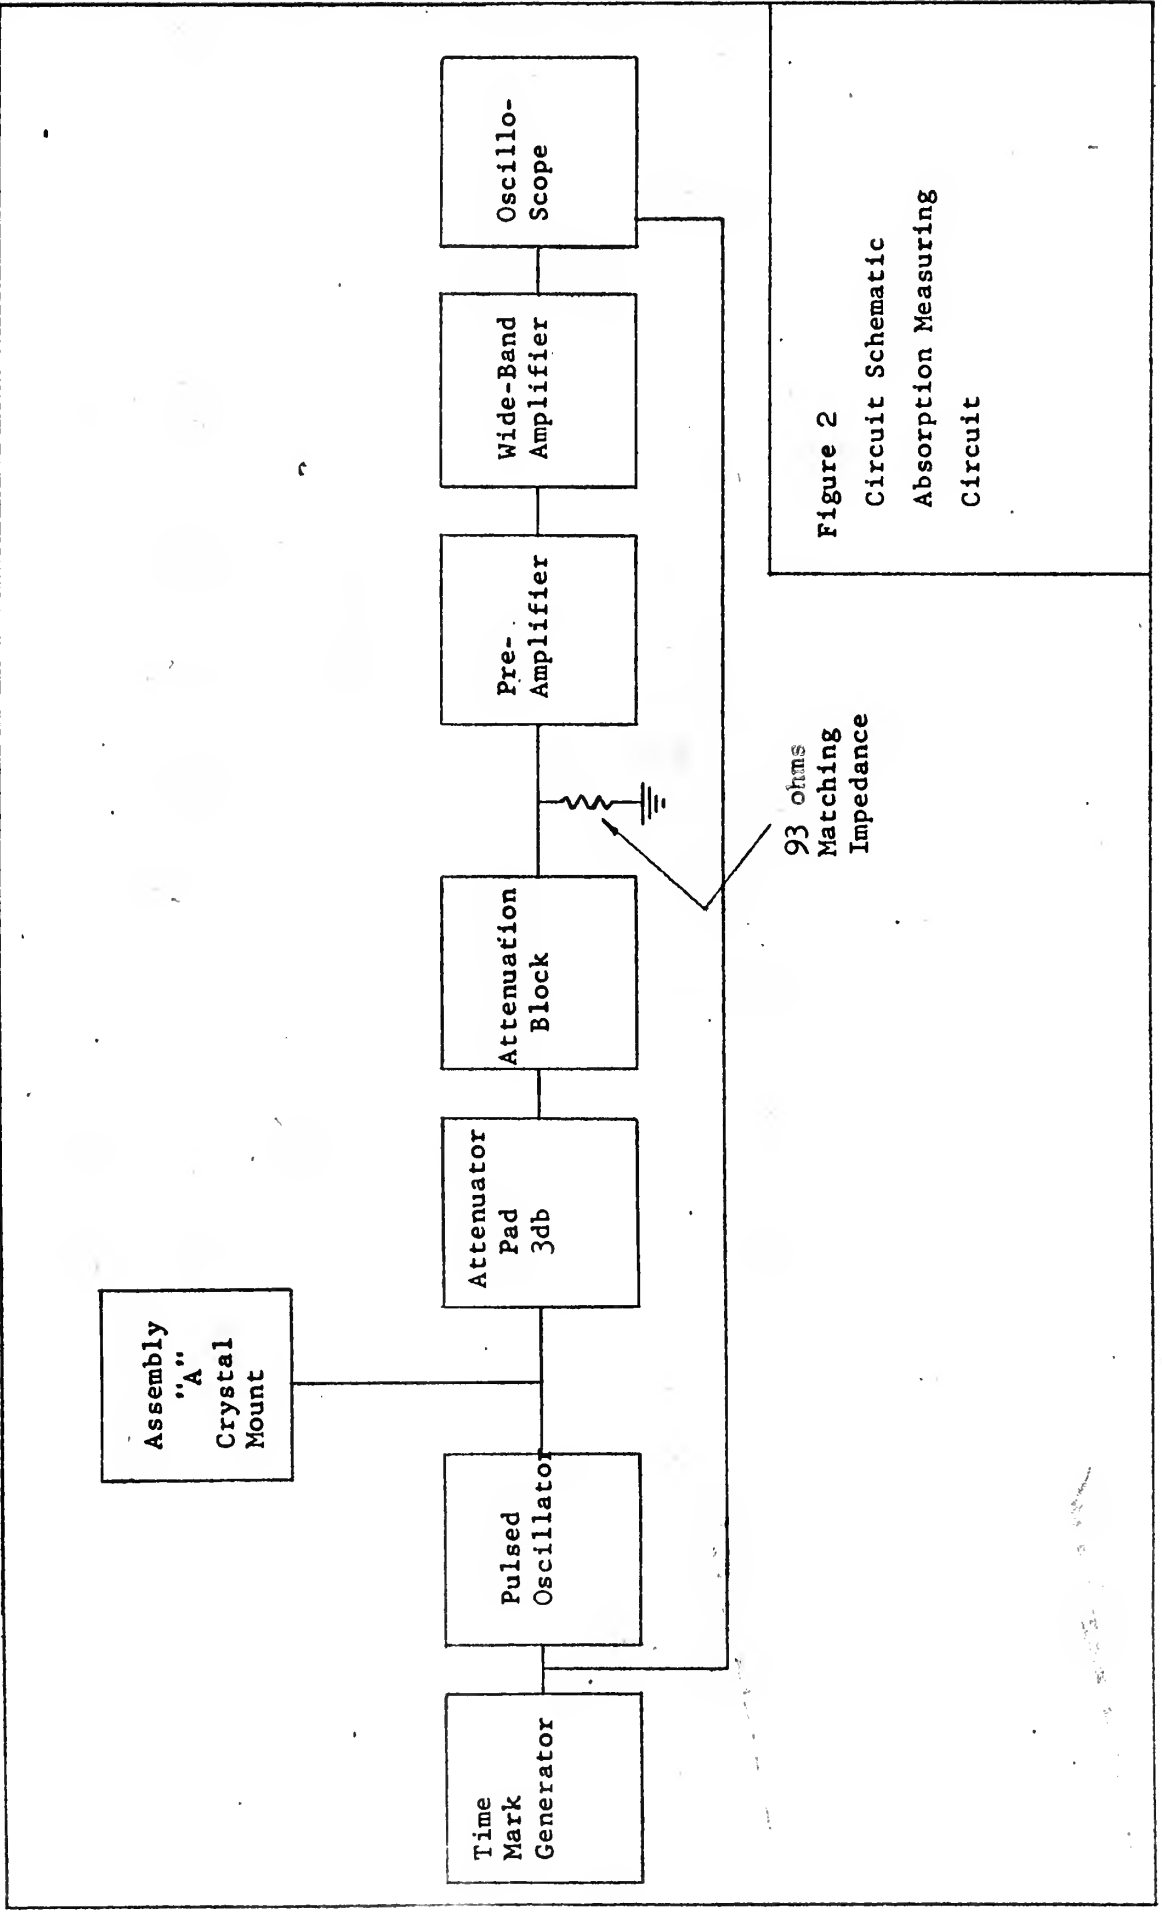 Assembly
"A"
Crystal
Mount
Time
Mark
Generator
Pulsed
Oscillator
Attenuator
Pad
3db
Attenuation
Block
Pre-
Amplifier
Wide-Band
Amplifier
Oscillo-
Scope
93 ohms
Matching
Impedance
Figure 2
Circuit Schematic
Absorption Measuring
Circuit